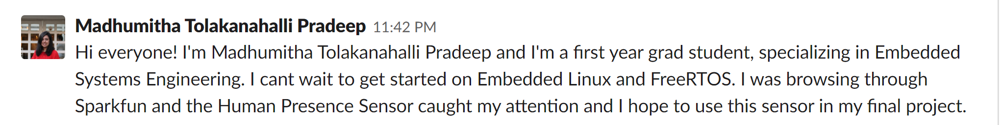 Madhumitha Tolakanahalli Pradeep 11:42 PM
Hi everyone! I'm Madhumitha Tolakanahalli Pradeep and I'm a first year grad student, specializing in Embedded
Systems Engineering. I cant wait to get started on Embedded Linux and FreeRTOS. I was browsing through
Sparkfun and the Human Presence Sensor caught my attention and I hope to use this sensor in my final project.